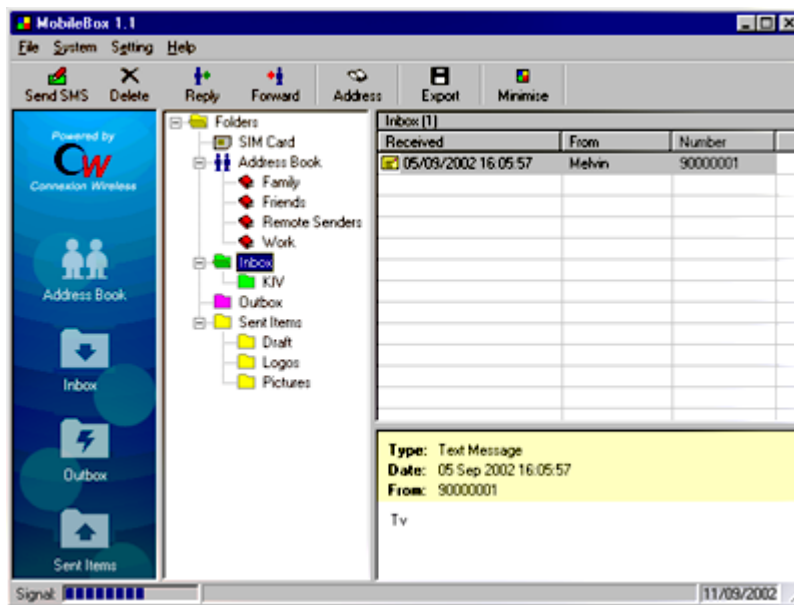 MobileBox 1.1
File System Setting Help
Send SMS Delete Reply Forward Address Export Minimise
Powered by
CW
Connexion Wireless
Address Book
Inbox
Outbox
Sent Items
Folders
SIM Card
Address Book
Family
Friends
Remote Senders
Work
Inbox
KIV
Outbox
Sent Items
Draft
Logos
Pictures
Inbox (1)
Received From Number
05/09/2002 16:05:57 Melvin 90000001
Type: Text Message
Date: 05 Sep 2002 16:05:57
From: 90000001
Tv
Signal: 11/09/2002